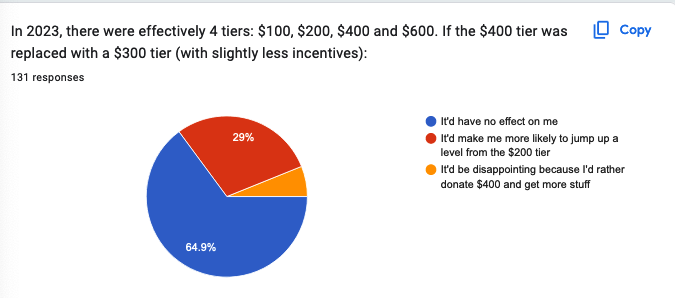 In 2023, there were effectively 4 tiers: $100, $200, $400 and $600. If the $400 tier was
replaced with a $300 tier (with slightly less incentives):
Copy
131 responses
29%
64.9%
It'd have no effect on me
It'd make me more likely to jump up a
level from the $200 tier
It'd be disappointing because I'd rather
donate $400 and get more stuff